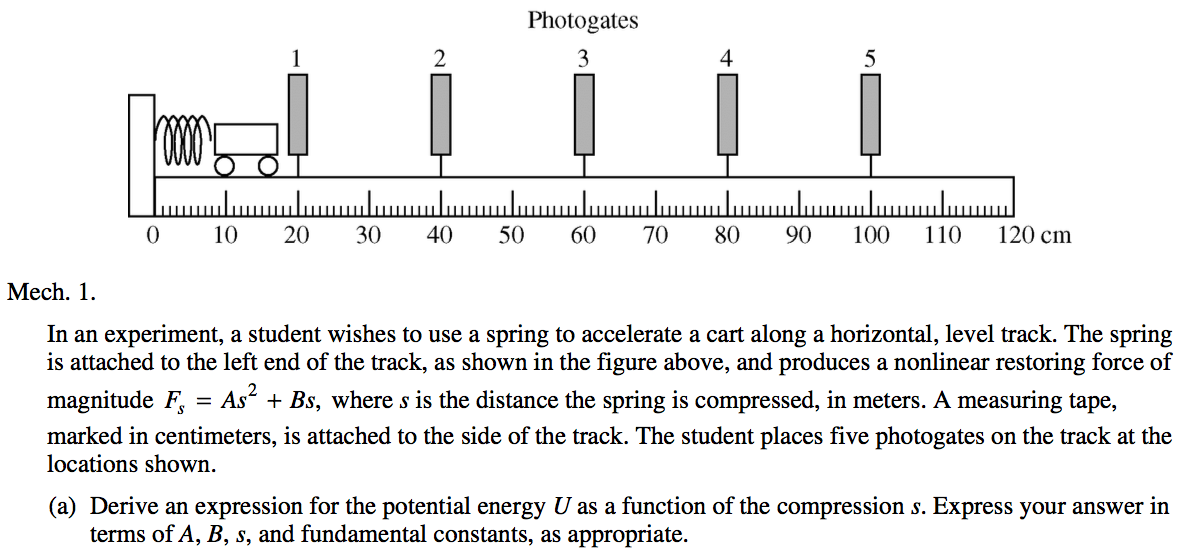 Photogates
1 2 3 4 5
0 10 20 30 40 50 60 70 80 90 100 110 120 cm
Mech. 1.
In an experiment, a student wishes to use a spring to accelerate a cart along a horizontal, level track. The spring
is attached to the left end of the track, as shown in the figure above, and produces a nonlinear restoring force of
magnitude Fₛ = As² + Bs, where s is the distance the spring is compressed, in meters. A measuring tape,
marked in centimeters, is attached to the side of the track. The student places five photogates on the track at the
locations shown.
(a) Derive an expression for the potential energy U as a function of the compression s. Express your answer in
terms of A, B, s, and fundamental constants, as appropriate.